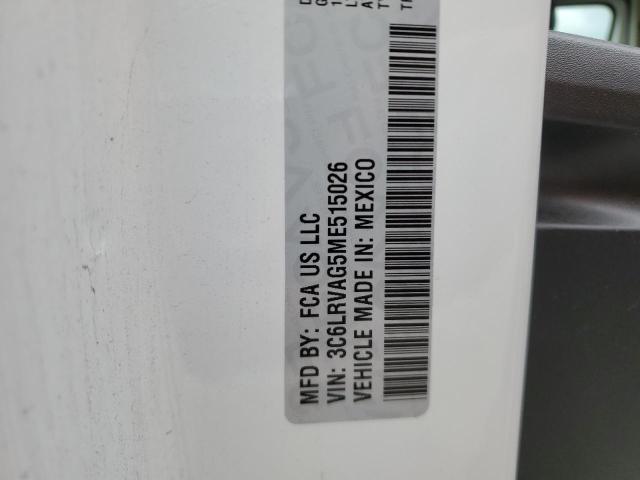 MFD BY: FCA US LLC
VIN: 3C6LRVAG5ME515026
VEHICLE MADE IN: MEXICO